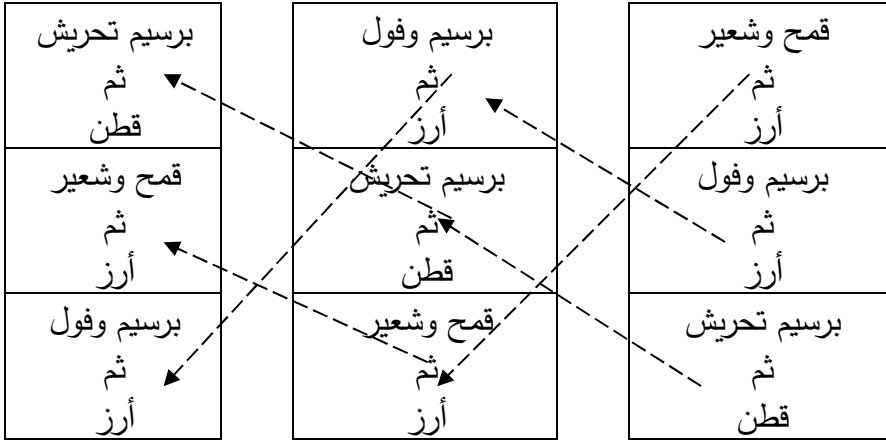 قمح وشعير
ثم
أرز
برسيم وفول
ثم
أرز
برسيم تحريش
ثم
قطن
برسيم وفول
ثم
أرز
برسيم تحريش
ثم
قطن
قمح وشعير
ثم
أرز
برسيم تحريش
ثم
قطن
قمح وشعير
ثم
أرز
برسيم وفول
ثم
أرز